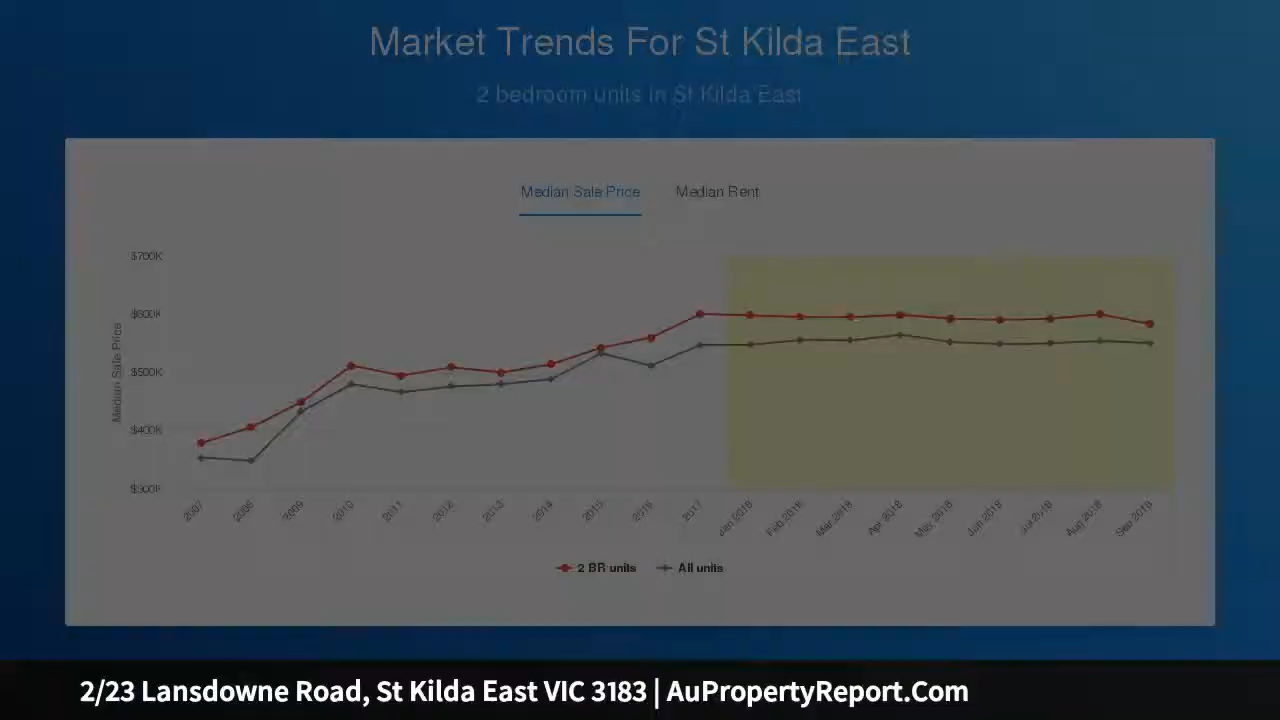 Market Trends For St Kilda East
2 bedroom units in St Kilda East
Median Sale Price Median Rent
$700K
$600K
$500K
$400K
$300K
Median Sale Price
2007 2008 2009 2010 2011 2012 2013 2014 2015 2016 2017 Jan 2018 Feb 2018 Mar 2018 Apr 2018 May 2018 Jun 2018 Jul 2018 Aug 2018 Sep 2018
2 BR units All units
2/23 Lansdowne Road, St Kilda East VIC 3183 | AuPropertyReport.Com